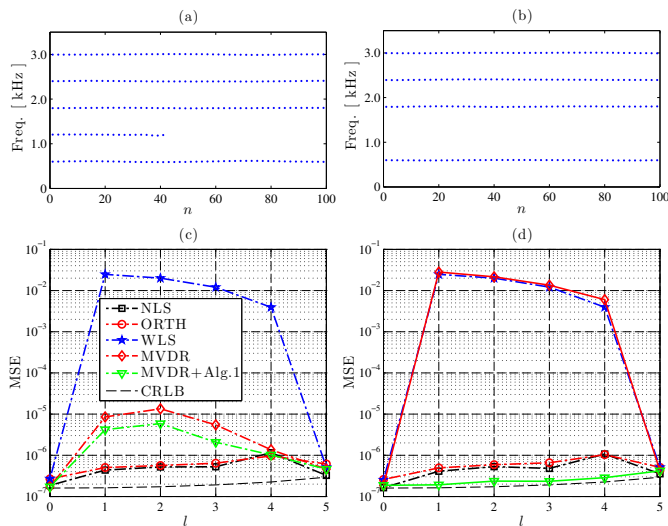 (a)
(b)
Freq. [ kHz ]
3.0
2.0
1.0
0
0 20 40 60 80 100
n
Freq. [ kHz ]
3.0
2.0
1.0
0
0 20 40 60 80 100
n
(c)
(d)
MSE
10⁻¹
10⁻²
10⁻³
10⁻⁴
10⁻⁵
10⁻⁶
10⁻⁷
NLS
ORTH
WLS
MVDR
MVDR+Alg.1
CRLB
0 1 2 3 4 5
l
MSE
10⁻¹
10⁻²
10⁻³
10⁻⁴
10⁻⁵
10⁻⁶
10⁻⁷
0 1 2 3 4 5
l